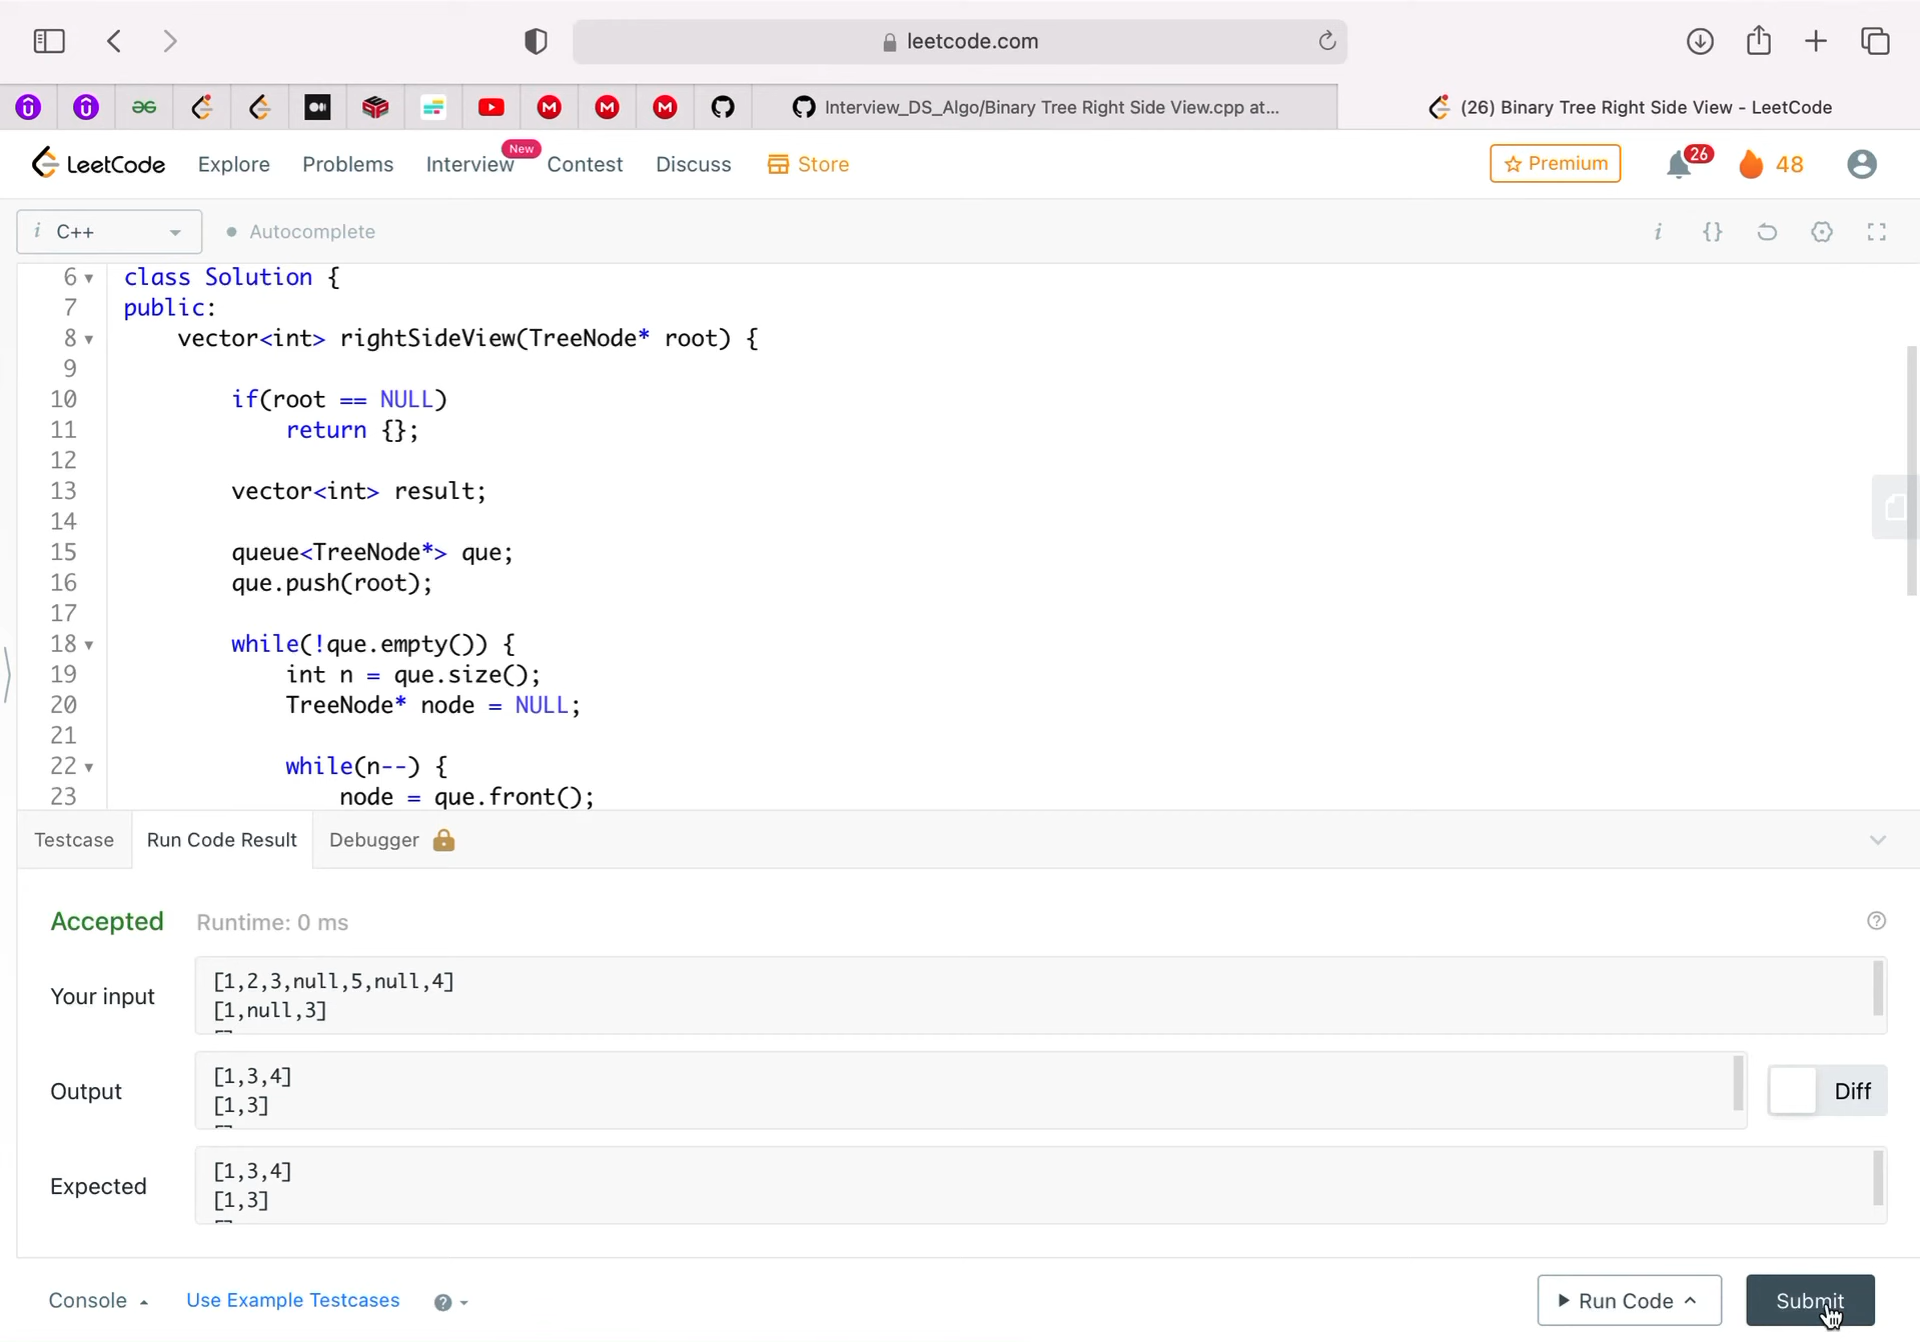 leetcode.com
Interview_DS_Algo/Binary Tree Right Side View.cpp at...
(26) Binary Tree Right Side View - LeetCode
LeetCode Explore Problems Interview New Contest Discuss Store Premium 26 48
i C++ Autocomplete i {}
6 class Solution {
7 public:
8 vector<int> rightSideView(TreeNode* root) {
9
10 if(root == NULL)
11 return {};
12
13 vector<int> result;
14
15 queue<TreeNode*> que;
16 que.push(root);
17
18 while(!que.empty()) {
19 int n = que.size();
20 TreeNode* node = NULL;
21
22 while(n--) {
23 node = que.front();
Testcase Run Code Result Debugger
Accepted Runtime: 0 ms
Your input
[1,2,3,null,5,null,4]
[1,null,3]
Output
[1,3,4]
[1,3]
Diff
Expected
[1,3,4]
[1,3]
Console Use Example Testcases Run Code Submit